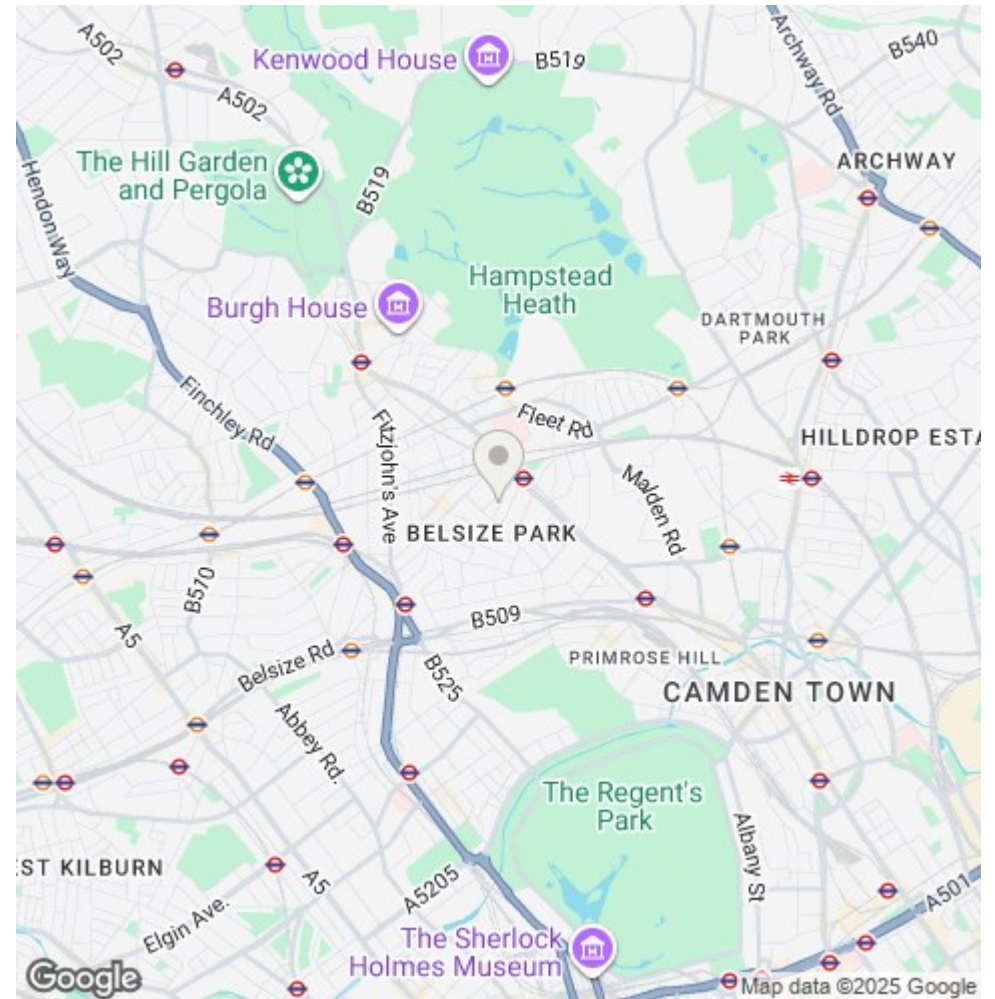 A502
Kenwood House
B519
B540
Archway Rd
A502
The Hill Garden
and Pergola
B519
ARCHWAY
Hendon Way
Hampstead
Heath
Burgh House
DARTMOUTH
PARK
Finchley Rd
Fitzjohn's Ave
Fleet Rd
HILLDROP ESTA
Malden Rd
BELSIZE PARK
B570
A5
B509
Belsize Rd
B525
PRIMROSE HILL
CAMDEN TOWN
Abbey Rd.
The Regent's
Park
Albany St
ST KILBURN
A5
A5205
A501
Elgin Ave.
The Sherlock
Holmes Museum
Google
Map data ©2025 Google